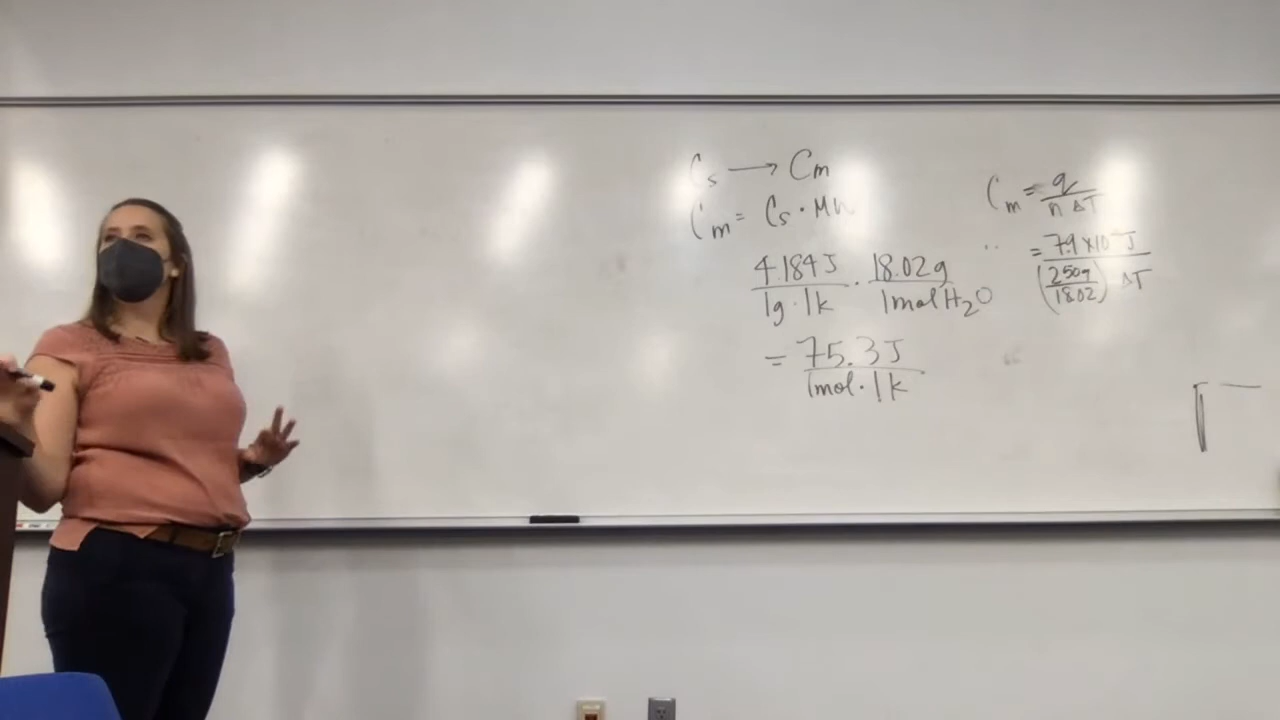 Cs → Cm
Cm = Cs · MW
4.184 J / 1g · 1k · 18.02g / 1mol H2O
= 75.3 J / 1mol · 1k
Cm = q / n ΔT
= 7.9 x 10 J / (250g / 18.02) ΔT